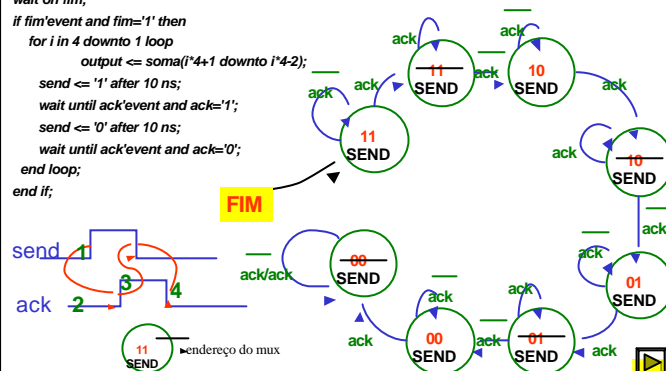 wait on fim;
if fim'event and fim='1' then
for i in 4 downto 1 loop
output <= soma(i*4+1 downto i*4-2);
send <= '1' after 10 ns;
wait until ack'event and ack='1';
send <= '0' after 10 ns;
wait until ack'event and ack='0';
end loop;
end if;
ack
11
SEND
ack
ack
10
SEND
ack
ack
ack
11
SEND
ack
10
SEND
ack
FIM
send
1
ack
2
3
4
11
SEND
endereço do mux
ack/ack
00
SEND
ack
ack
00
SEND
ack
ack
01
SEND
ack
ack
01
SEND